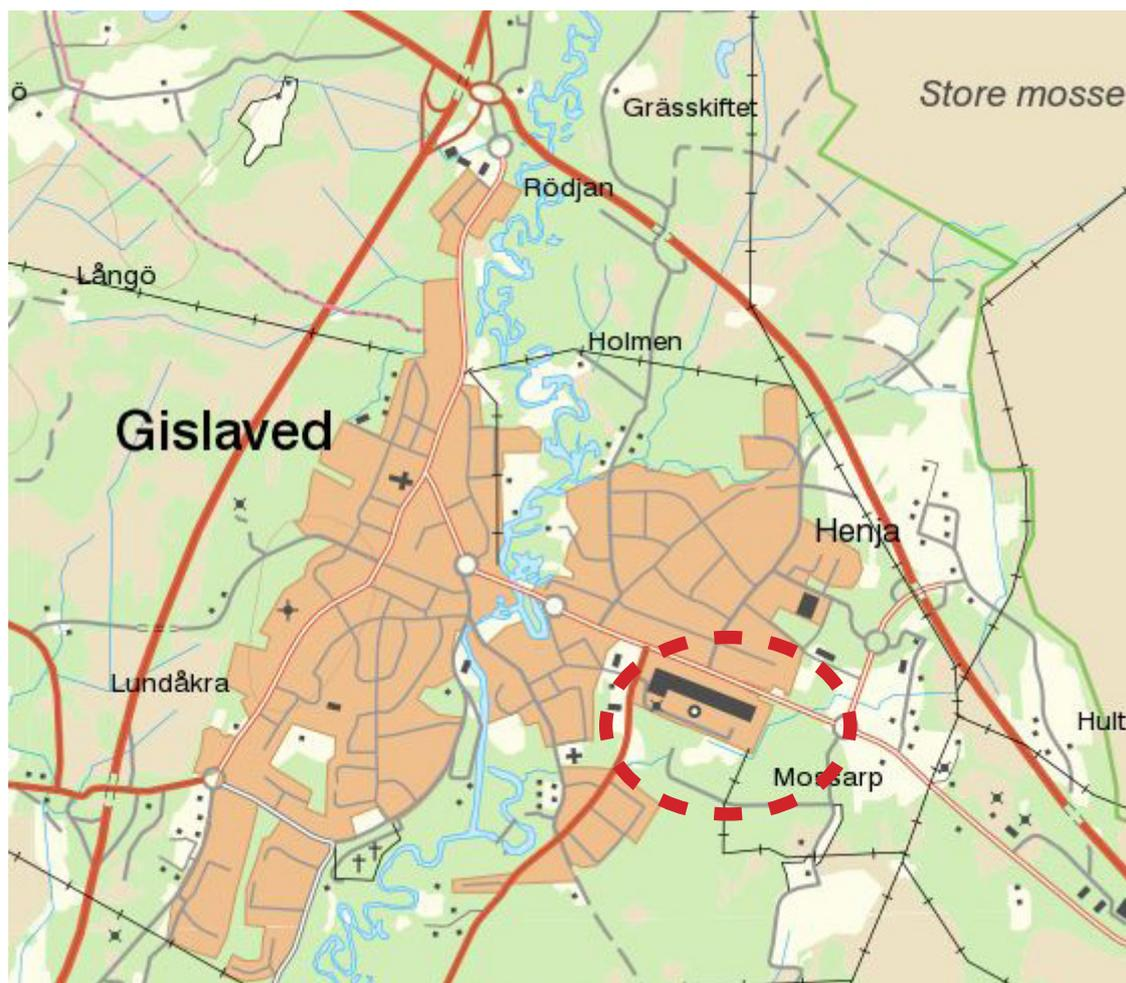 ö
Store mosse
Grässkiftet
Rödjan
Långö
Holmen
Gislaved
Henja
Lundåkra
Hult
Mossarp